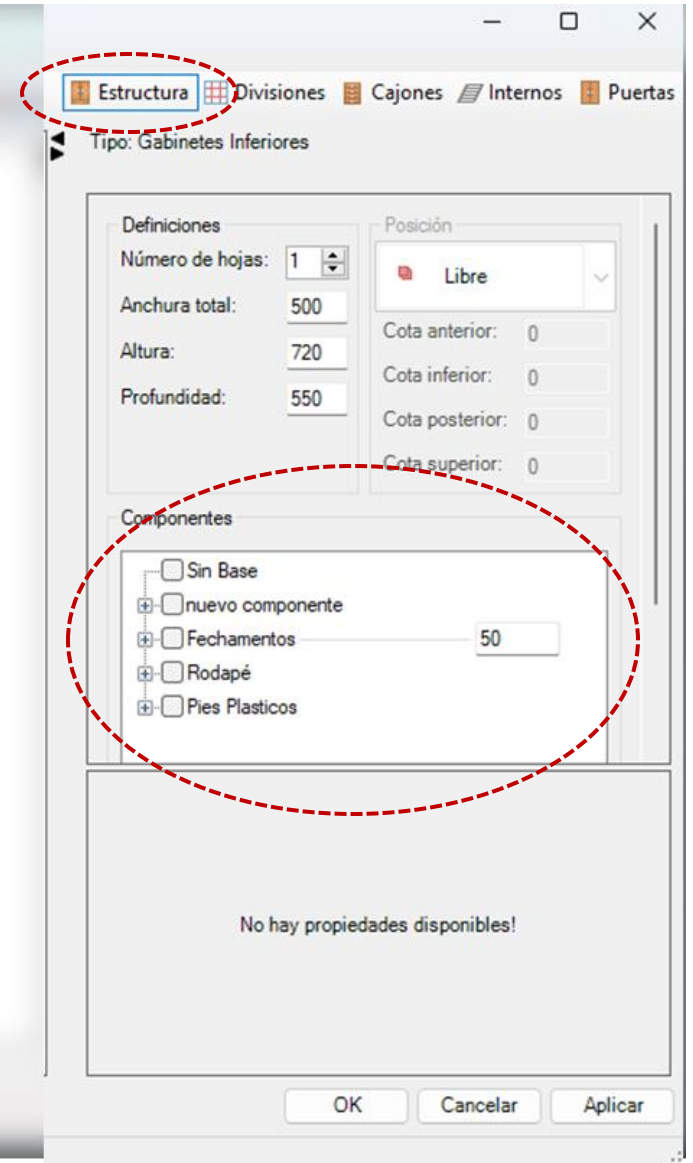 Estructura Divisiones Cajones Internos Puertas
Tipo: Gabinetes Inferiores
Definiciones
Número de hojas: 1
Anchura total: 500
Altura: 720
Profundidad: 550
Posición
Libre
Cota anterior: 0
Cota inferior: 0
Cota posterior: 0
Cota superior: 0
Componentes
Sin Base
nuevo componente
Fechamentos 50
Rodapé
Pies Plasticos
No hay propiedades disponibles!
OK Cancelar Aplicar